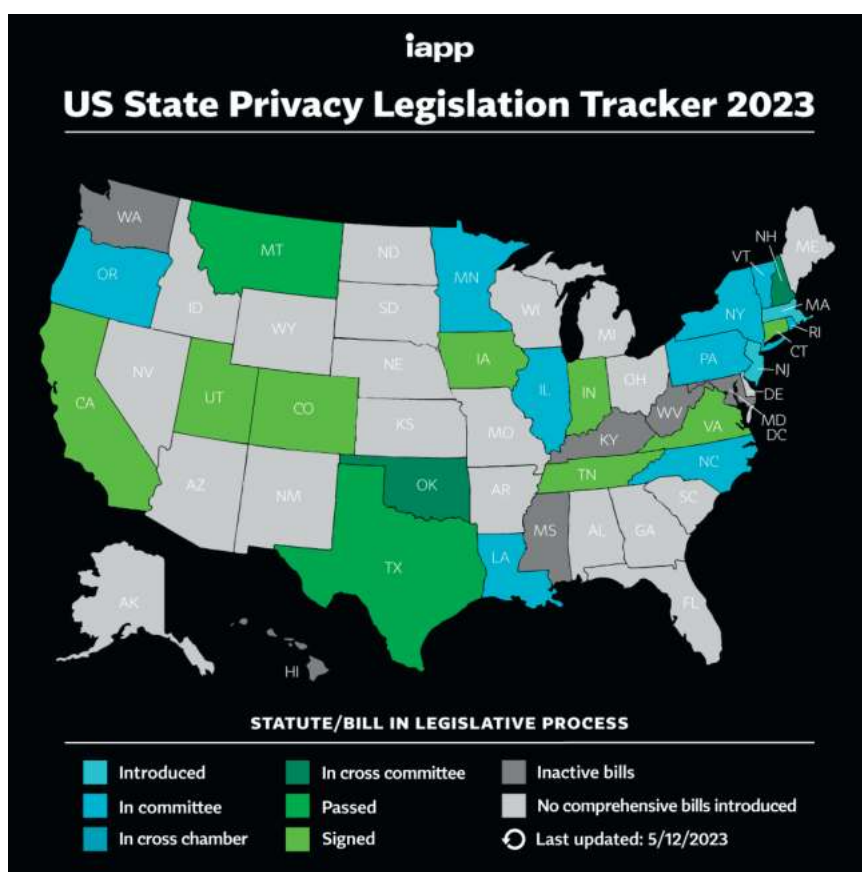 iapp
US State Privacy Legislation Tracker 2023
WA
MT
ND
MN
NH
ME
VT
OR
ID
SD
WI
MI
NY
MA
RI
WY
CT
NE
IA
PA
NJ
NV
OH
DE
UT
IL
IN
CA
CO
WV
MD
VA
DC
KS
MO
KY
NC
TN
AZ
NM
OK
AR
SC
MS
AL
GA
TX
LA
AK
FL
HI
STATUTE/BILL IN LEGISLATIVE PROCESS
Introduced
In committee
In cross chamber
In cross committee
Passed
Signed
Inactive bills
No comprehensive bills introduced
Last updated: 5/12/2023